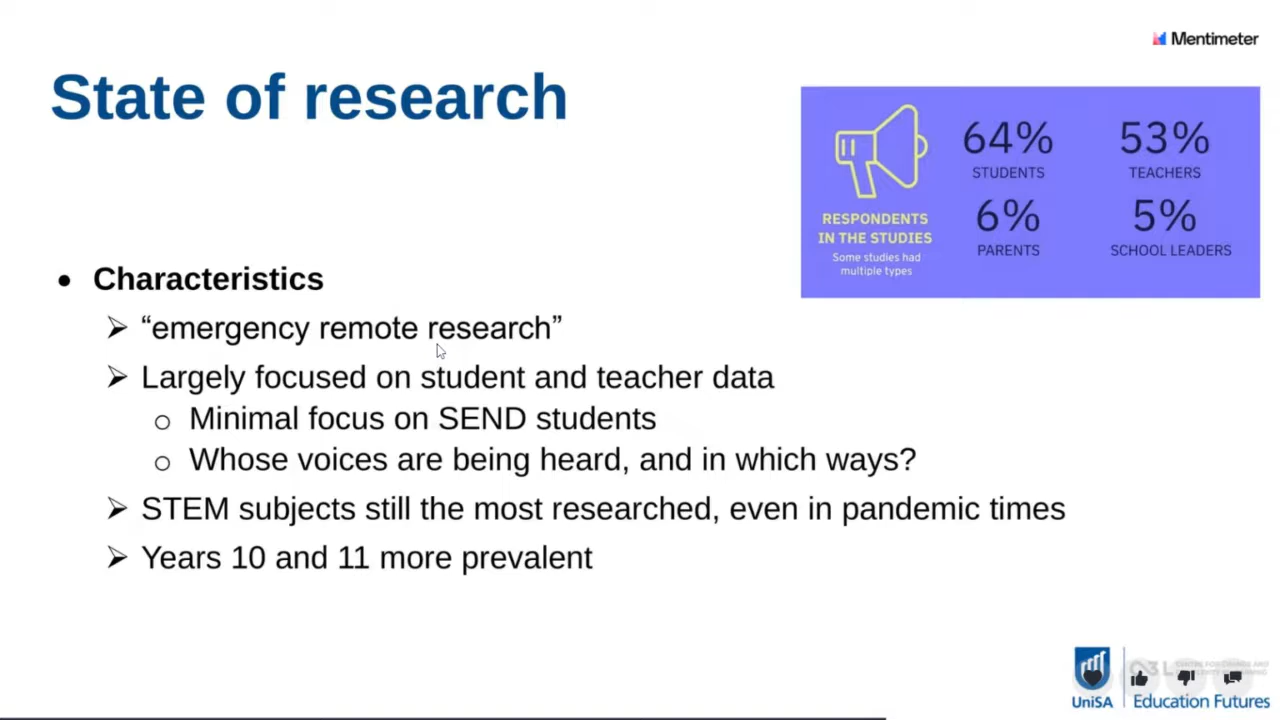 Mentimeter
State of research
64%
STUDENTS
53%
TEACHERS
RESPONDENTS
IN THE STUDIES
Some studies had
multiple types
6%
PARENTS
5%
SCHOOL LEADERS
• Characteristics
➢ “emergency remote research”
➢ Largely focused on student and teacher data
o Minimal focus on SEND students
o Whose voices are being heard, and in which ways?
➢ STEM subjects still the most researched, even in pandemic times
➢ Years 10 and 11 more prevalent
UniSA
Education Futures